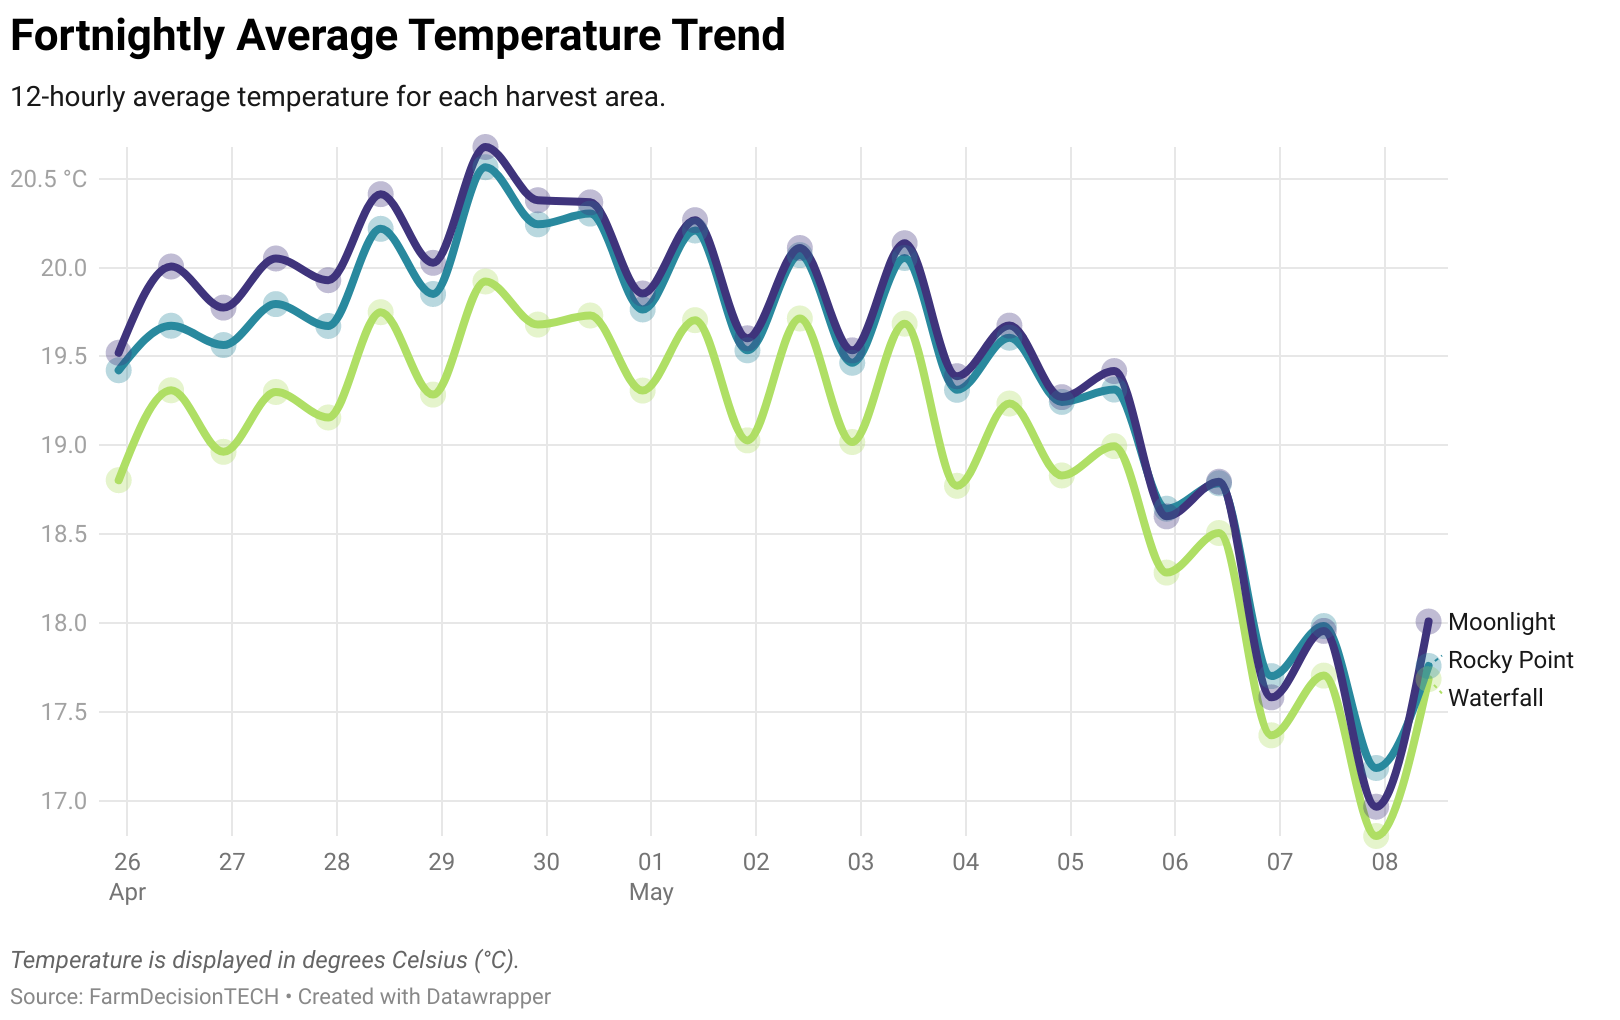 Fortnightly Average Temperature Trend
12-hourly average temperature for each harvest area.
20.5 °C
20.0
19.5
19.0
18.5
18.0
17.5
17.0
Moonlight
Rocky Point
Waterfall
26 27 28 29 30 01 02 03 04 05 06 07 08
Apr May
Temperature is displayed in degrees Celsius (°C).
Source: FarmDecisionTECH • Created with Datawrapper